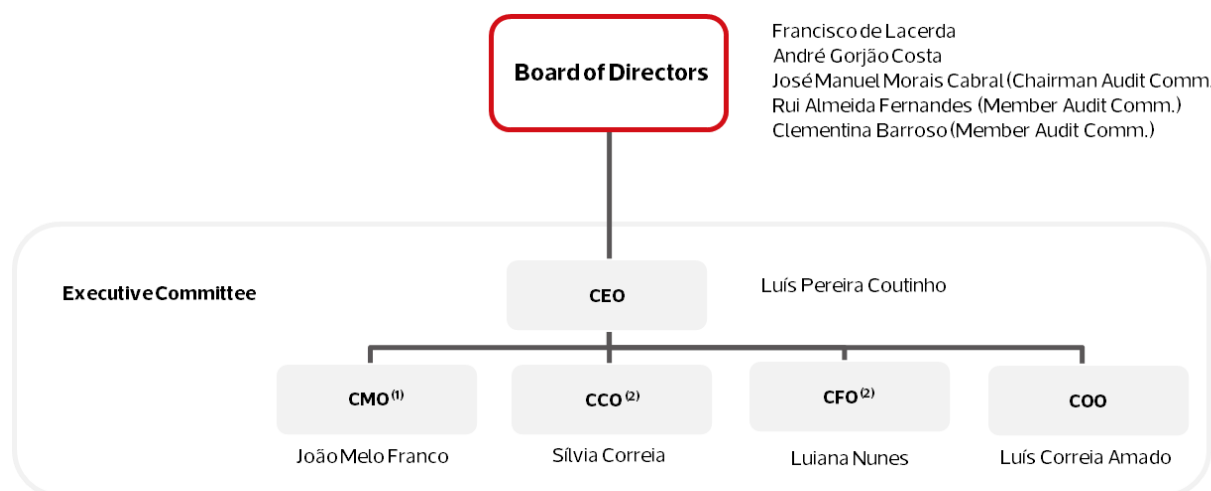 Board of Directors
Francisco de Lacerda
André Gorjão Costa
José Manuel Morais Cabral (Chairman Audit Comm.
Rui Almeida Fernandes (Member Audit Comm.)
Clementina Barroso (Member Audit Comm.)
Executive Committee
CEO
Luís Pereira Coutinho
CMO (1)
CCO (2)
CFO (2)
COO
João Melo Franco
Sílvia Correia
Luiana Nunes
Luís Correia Amado